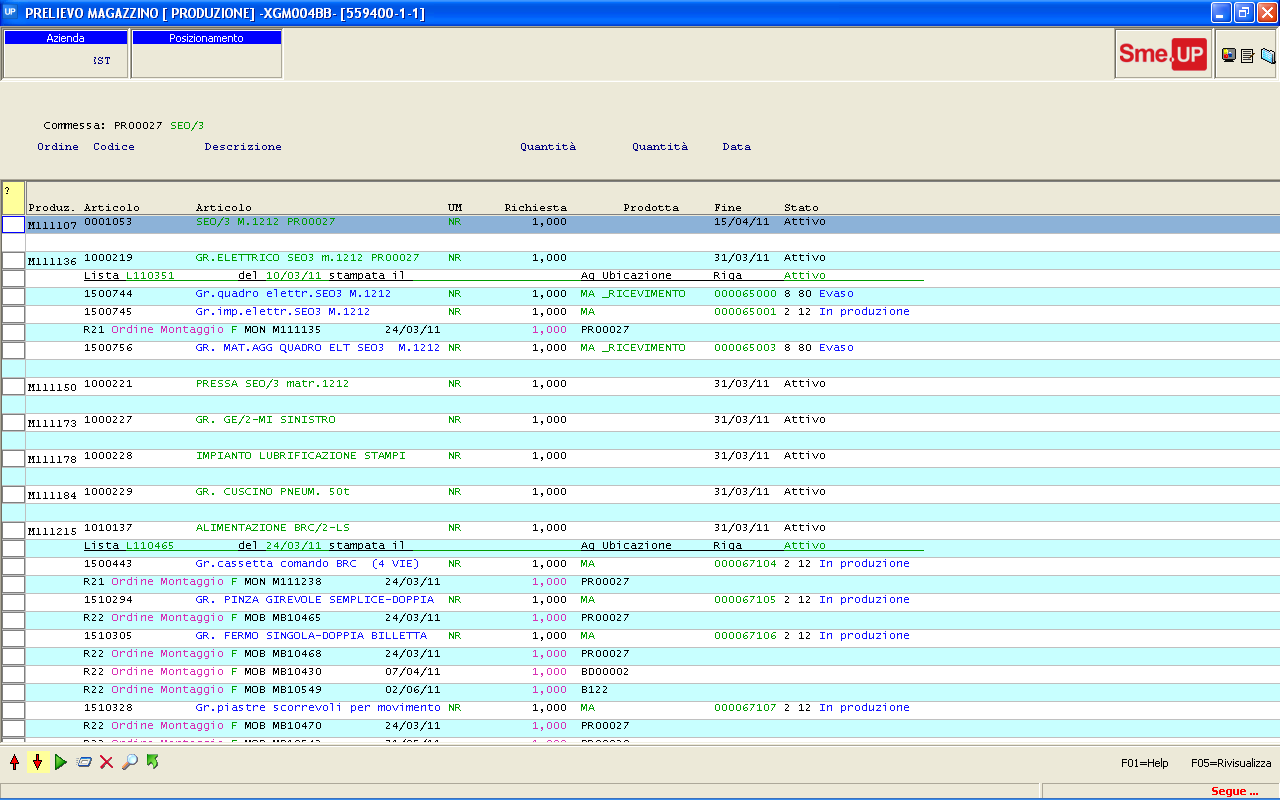 UP PRELIEVO MAGAZZINO [ PRODUZIONE] -XGM004BB- [559400-1-1]
Azienda Posizionamento
Sme.UP
Commessa: PR00027 SEO/3
Ordine Codice Descrizione Quantità Quantità Data
?
Produz. Articolo Articolo UM Richiesta Prodotta Fine Stato
M111107 0001053 SEO/3 M.1212 PR00027 NR 1,000 15/04/11 Attivo
M111136 1000219 GR.ELETTRICO SEO3 m.1212 PR00027 NR 1,000 31/03/11 Attivo
Lista L110351 del 10/03/11 stampata il Ag Ubicazione Riga Attivo
1500744 Gr.quadro elettr.SEO3 M.1212 NR 1,000 MA _RICEVIMENTO 000065000 8 80 Evaso
1500745 Gr.imp.elettr.SEO3 M.1212 NR 1,000 MA 000065001 2 12 In produzione
R21 Ordine Montaggio F MON M111135 24/03/11 1,000 PR00027
1500756 GR. MAT.AGG QUADRO ELT SEO3 M.1212 NR 1,000 MA _RICEVIMENTO 000065003 8 80 Evaso
M111150 1000221 PRESSA SEO/3 matr.1212 NR 1,000 31/03/11 Attivo
M111173 1000227 GR. GE/2-MI SINISTRO NR 1,000 31/03/11 Attivo
M111178 1000228 IMPIANTO LUBRIFICAZIONE STAMPI NR 1,000 31/03/11 Attivo
M111184 1000229 GR. CUSCINO PNEUM. 50t NR 1,000 31/03/11 Attivo
M111215 1010137 ALIMENTAZIONE BRC/2-LS NR 1,000 31/03/11 Attivo
Lista L110465 del 24/03/11 stampata il Ag Ubicazione Riga Attivo
1500443 Gr.cassetta comando BRC (4 VIE) NR 1,000 MA 000067104 2 12 In produzione
R21 Ordine Montaggio F MON M111238 24/03/11 1,000 PR00027
1510294 GR. PINZA GIREVOLE SEMPLICE-DOPPIA NR 1,000 MA 000067105 2 12 In produzione
R22 Ordine Montaggio F MOB MB10465 24/03/11 1,000 PR00027
1510305 GR. FERMO SINGOLA-DOPPIA BILLETTA NR 1,000 MA 000067106 2 12 In produzione
R22 Ordine Montaggio F MOB MB10468 24/03/11 1,000 PR00027
R22 Ordine Montaggio F MOB MB10430 07/04/11 1,000 BD00002
R22 Ordine Montaggio F MOB MB10549 02/06/11 1,000 B122
1510328 Gr.piastre scorrevoli per movimento NR 1,000 MA 000067107 2 12 In produzione
R22 Ordine Montaggio F MOB MB10470 24/03/11 1,000 PR00027
F01=Help F05=Rivisualizza
Segue ...